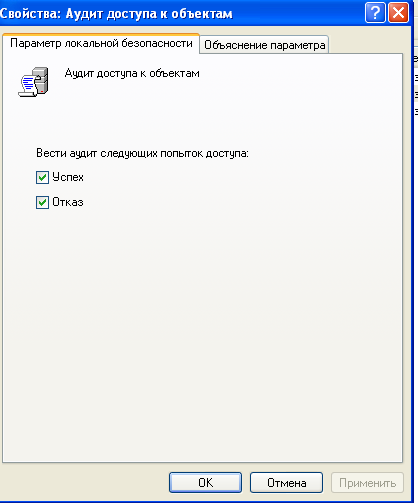 Свойства: Аудит доступа к объектам
Параметр локальной безопасности
Объяснение параметра
Аудит доступа к объектам
Вести аудит следующих попыток доступа:
Успех
Отказ
OK
Отмена
Применить